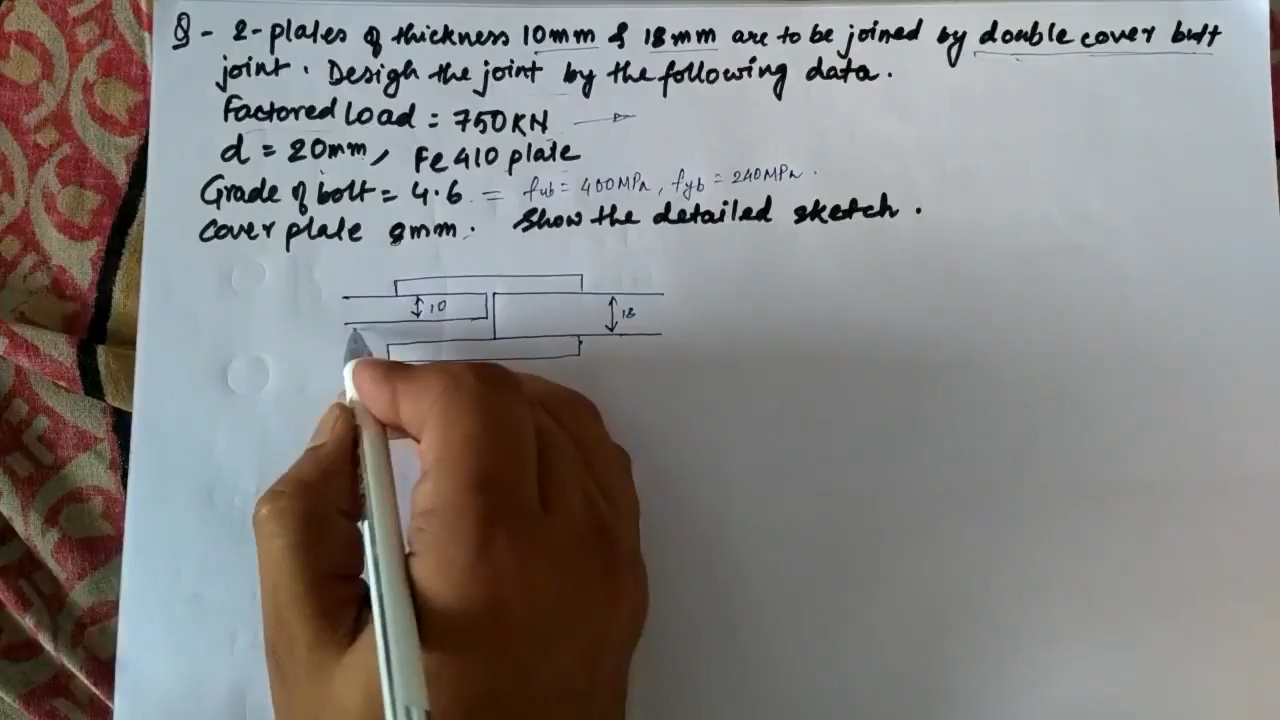 Q - 2-plates of thickness 10mm & 18mm are to be joined by double cover butt
joint. Design the joint by the following data.
Factored Load = 750KN
d = 20mm, Fe 410 plate
Grade of bolt = 4.6 = fub = 400MPa, fyb = 240MPa.
Cover plate 8mm. Show the detailed sketch.
10
18